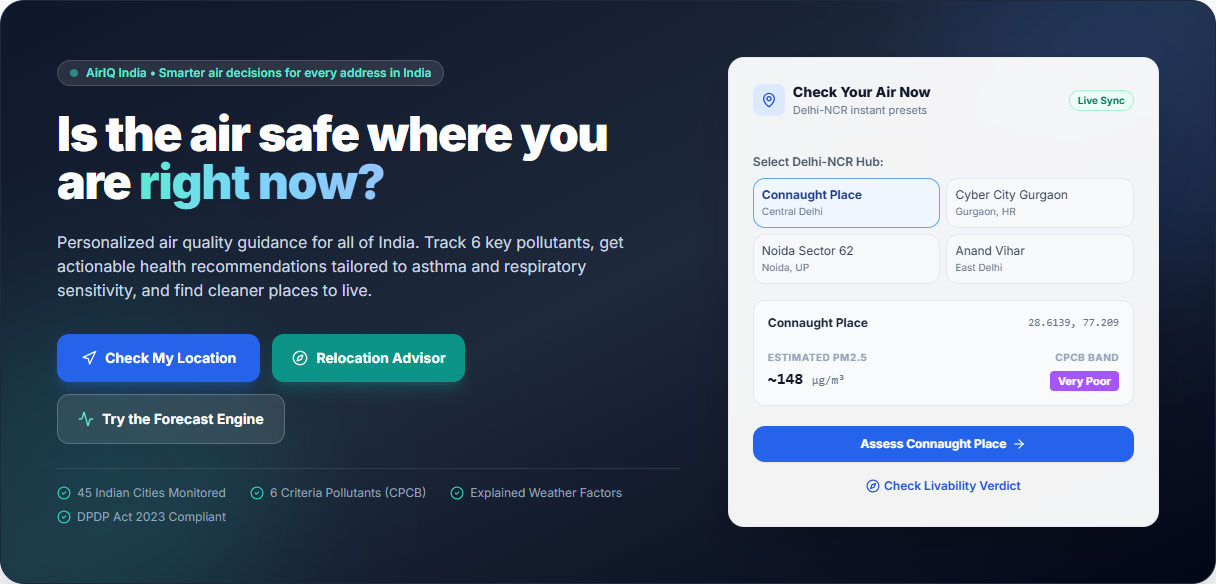 AirIQ India • Smarter air decisions for every address in India
Is the air safe where you
are right now?
Personalized air quality guidance for all of India. Track 6 key pollutants, get
actionable health recommendations tailored to asthma and respiratory
sensitivity, and find cleaner places to live.
Check My Location
Relocation Advisor
Try the Forecast Engine
45 Indian Cities Monitored
6 Criteria Pollutants (CPCB)
Explained Weather Factors
DPDP Act 2023 Compliant
Check Your Air Now
Delhi-NCR instant presets
Live Sync
Select Delhi-NCR Hub:
Connaught Place
Central Delhi
Cyber City Gurgaon
Gurgaon, HR
Noida Sector 62
Noida, UP
Anand Vihar
East Delhi
Connaught Place
28.6139, 77.209
ESTIMATED PM2.5
CPCB BAND
~148 µg/m³
Very Poor
Assess Connaught Place →
Check Livability Verdict